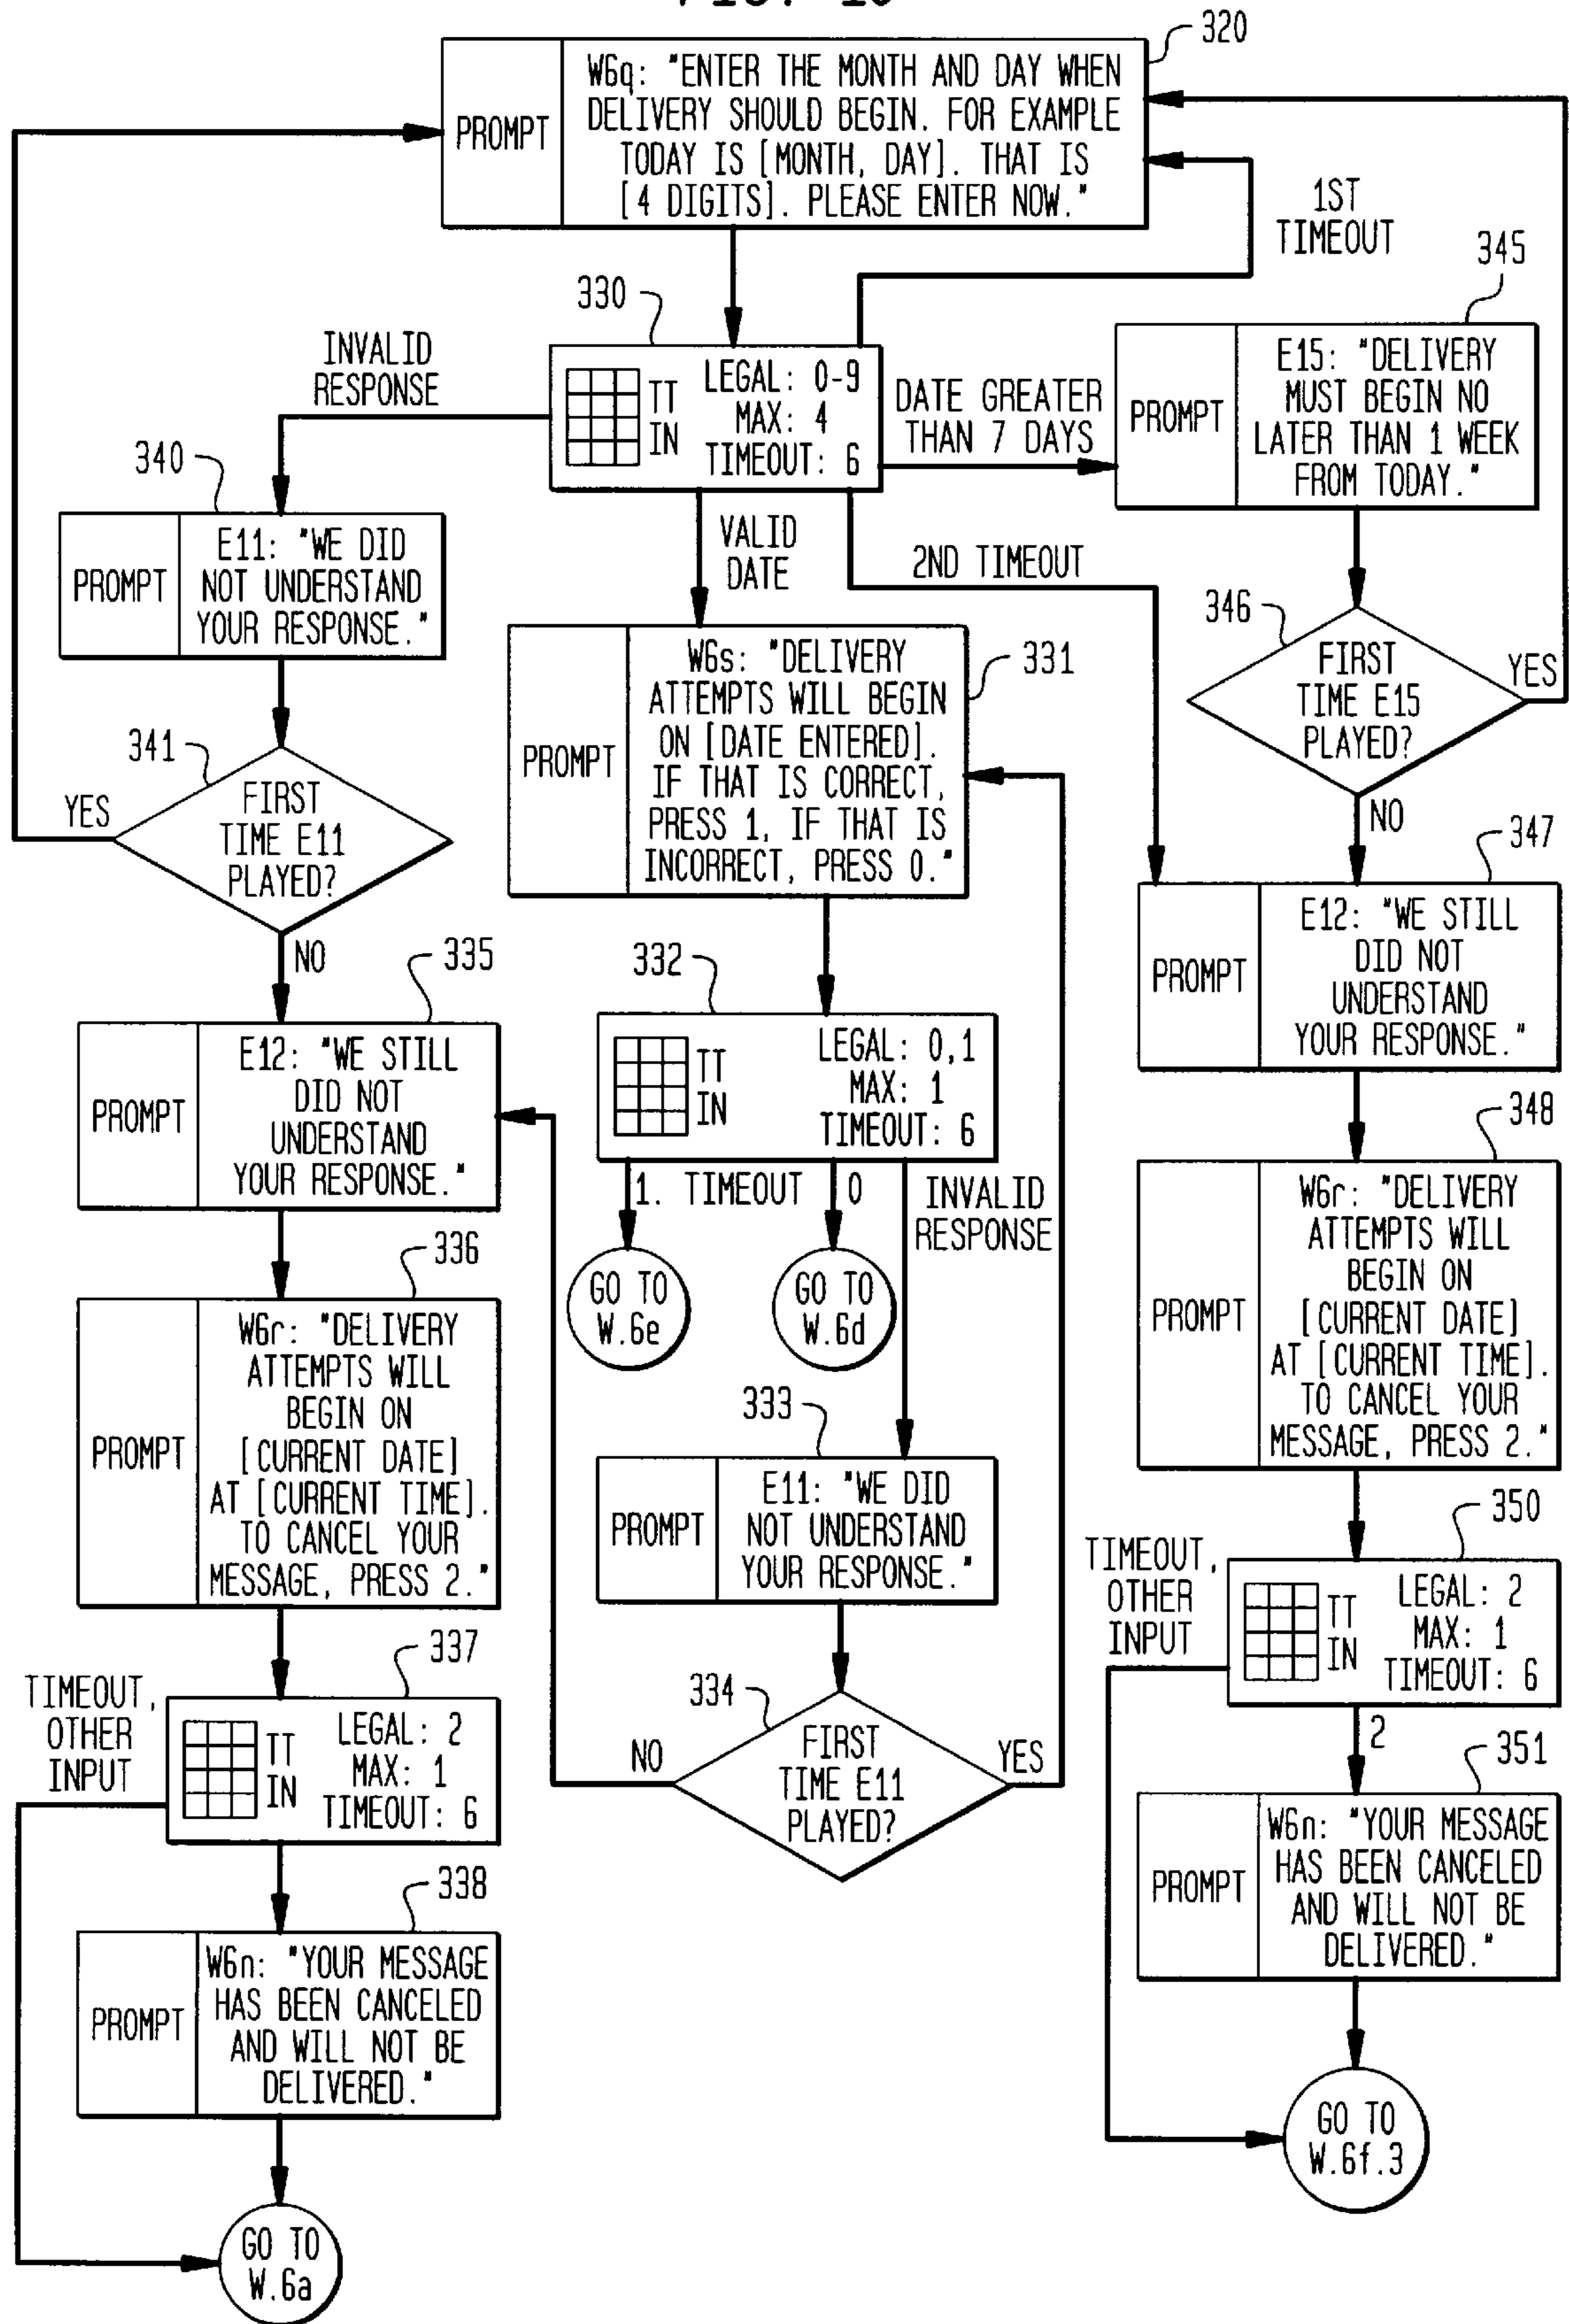 320
PROMPT
W6q: "ENTER THE MONTH AND DAY WHEN
DELIVERY SHOULD BEGIN. FOR EXAMPLE
TODAY IS [MONTH, DAY]. THAT IS
[4 DIGITS]. PLEASE ENTER NOW."
1ST
TIMEOUT
330
TT
IN
LEGAL: 0-9
MAX: 4
TIMEOUT: 6
INVALID
RESPONSE
DATE GREATER
THAN 7 DAYS
345
PROMPT
E15: "DELIVERY
MUST BEGIN NO
LATER THAN 1 WEEK
FROM TODAY."
340
PROMPT
E11: "WE DID
NOT UNDERSTAND
YOUR RESPONSE."
VALID
DATE
2ND TIMEOUT
346
FIRST
TIME E15
PLAYED?
YES
NO
341
FIRST
TIME E11
PLAYED?
YES
NO
331
PROMPT
W6s: "DELIVERY
ATTEMPTS WILL BEGIN
ON [DATE ENTERED].
IF THAT IS CORRECT,
PRESS 1, IF THAT IS
INCORRECT, PRESS 0."
347
PROMPT
E12: "WE STILL
DID NOT
UNDERSTAND
YOUR RESPONSE."
335
PROMPT
E12: "WE STILL
DID NOT
UNDERSTAND
YOUR RESPONSE."
332
TT
IN
LEGAL: 0,1
MAX: 1
TIMEOUT: 6
1. TIMEOUT
0
INVALID
RESPONSE
GO TO
W.6e
GO TO
W.6d
348
PROMPT
W6r: "DELIVERY
ATTEMPTS WILL
BEGIN ON
[CURRENT DATE]
AT [CURRENT TIME].
TO CANCEL YOUR
MESSAGE, PRESS 2."
336
PROMPT
W6r: "DELIVERY
ATTEMPTS WILL
BEGIN ON
[CURRENT DATE]
AT [CURRENT TIME].
TO CANCEL YOUR
MESSAGE, PRESS 2."
333
PROMPT
E11: "WE DID
NOT UNDERSTAND
YOUR RESPONSE."
334
FIRST
TIME E11
PLAYED?
NO
YES
350
TIMEOUT,
OTHER
INPUT
TT
IN
LEGAL: 2
MAX: 1
TIMEOUT: 6
2
337
TIMEOUT,
OTHER
INPUT
TT
IN
LEGAL: 2
MAX: 1
TIMEOUT: 6
351
PROMPT
W6n: "YOUR MESSAGE
HAS BEEN CANCELED
AND WILL NOT BE
DELIVERED."
338
PROMPT
W6n: "YOUR MESSAGE
HAS BEEN CANCELED
AND WILL NOT BE
DELIVERED."
GO TO
W.6f.3
GO TO
W.6a